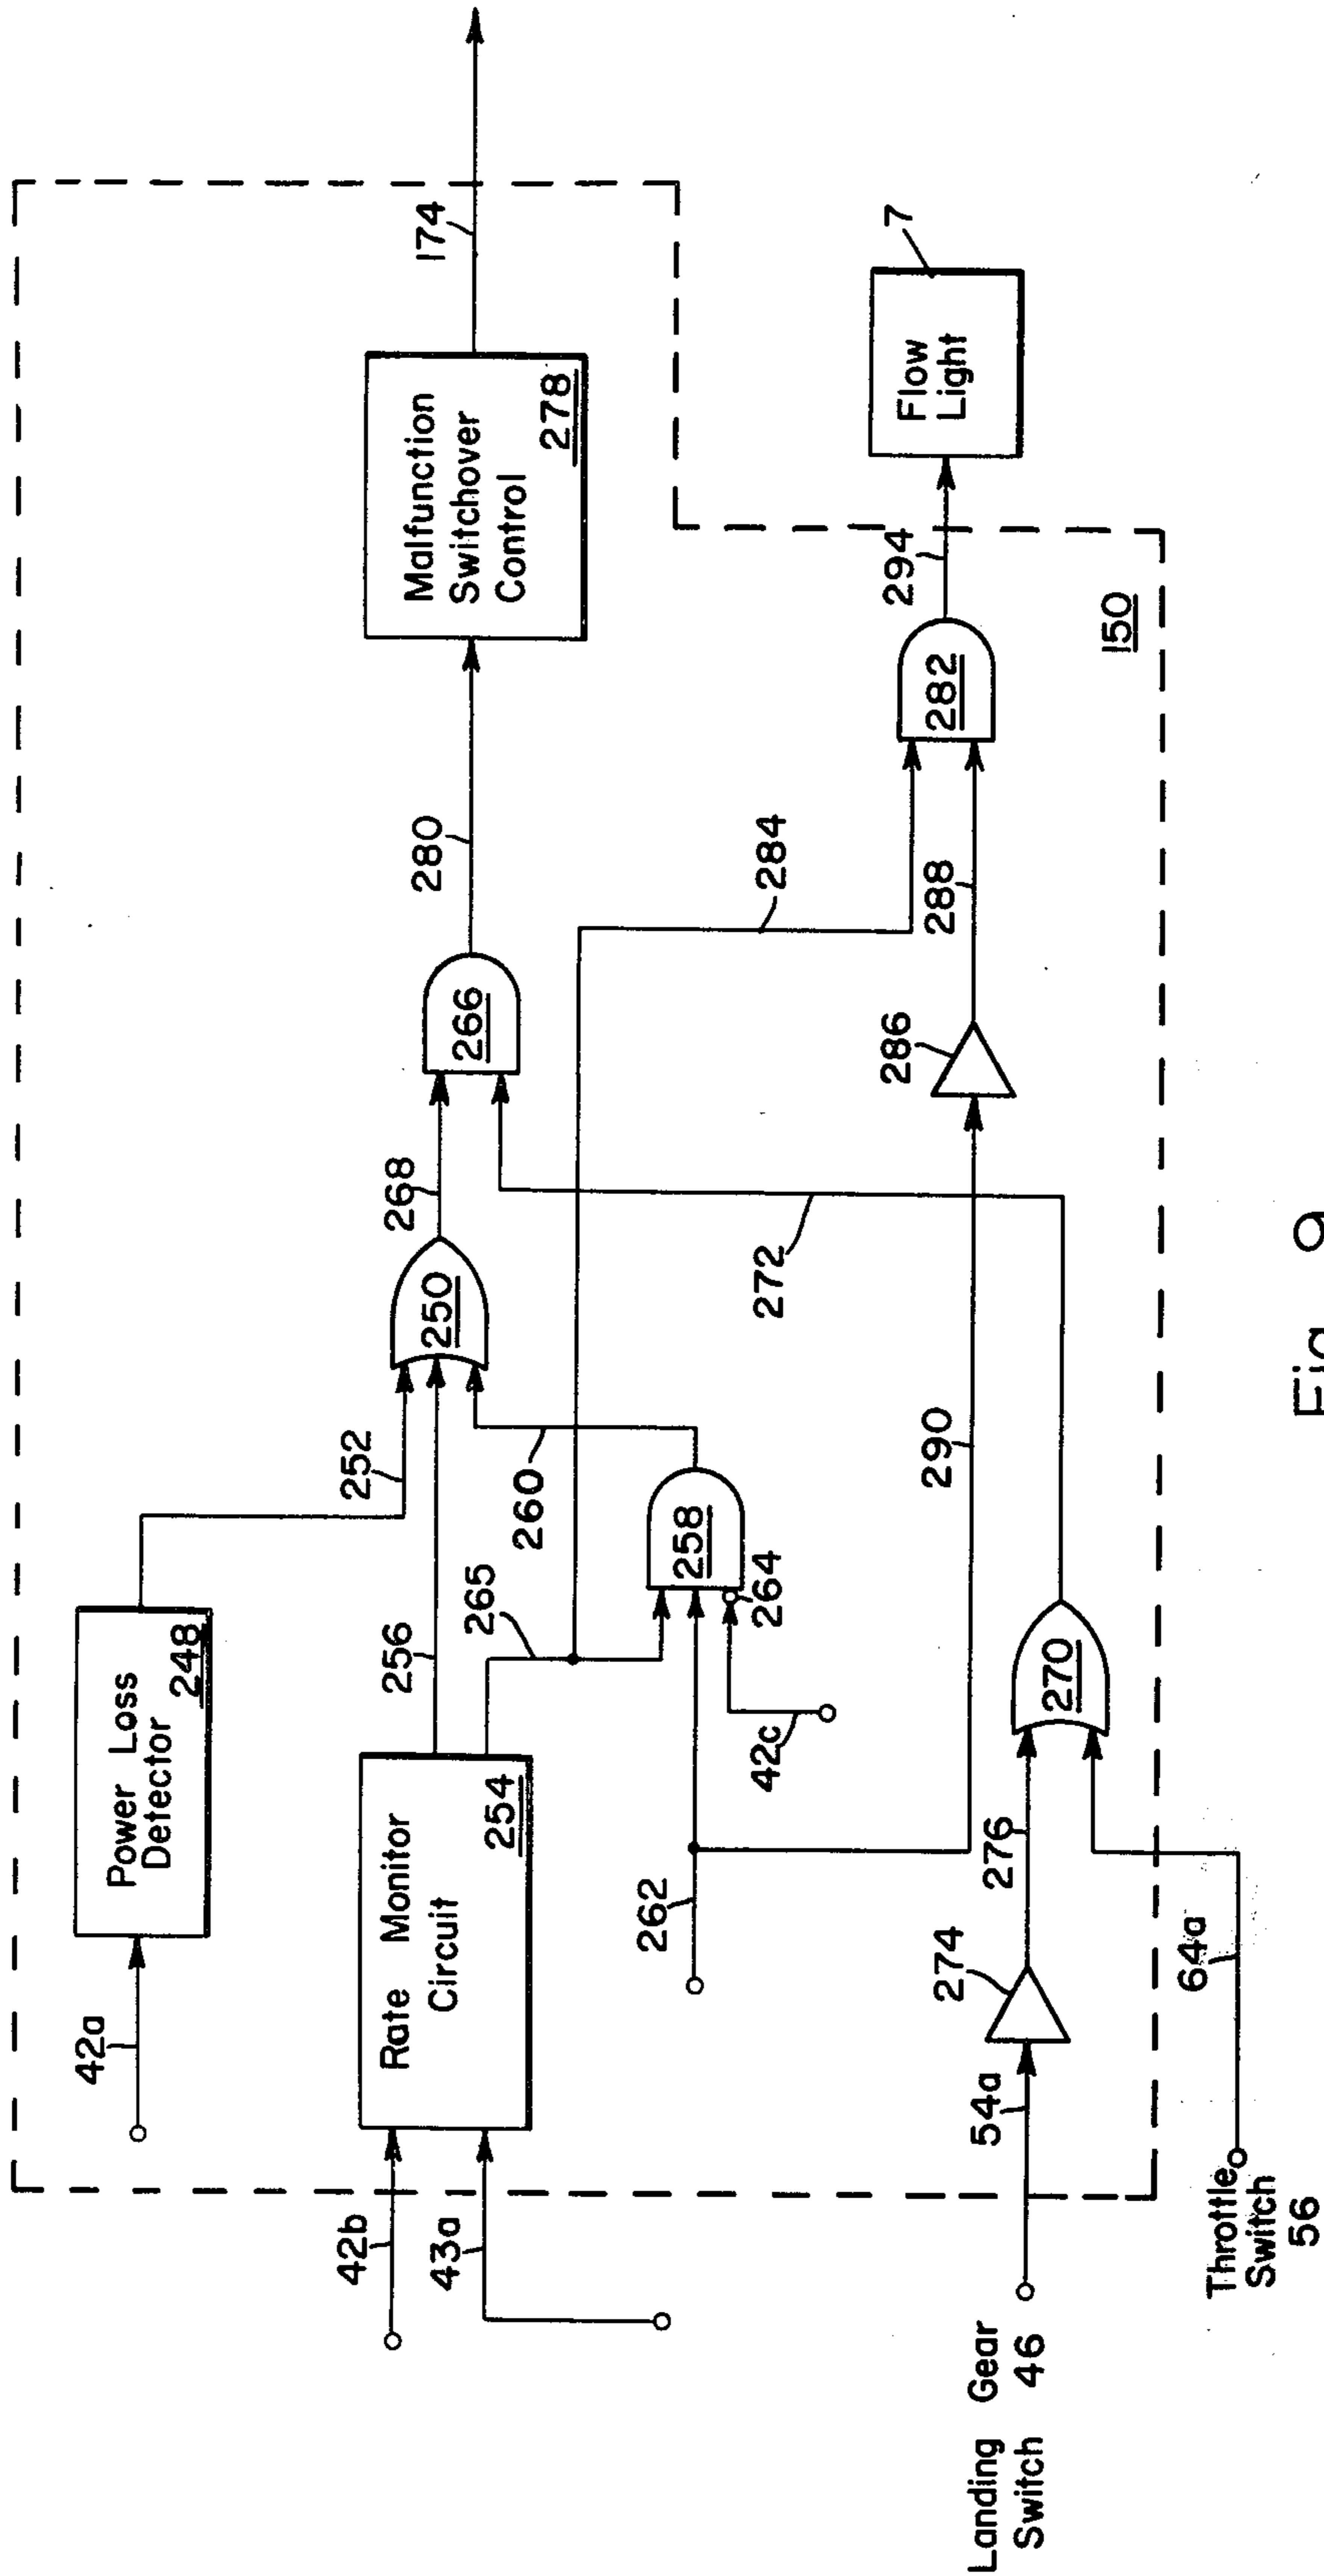 42a
Power Loss
Detector
248
252
42b
43a
Rate Monitor
Circuit
254
256
265
260
250
268
266
280
Malfunction
Switchover
Control
278
174
262
258
264
42c
284
272
290
286
288
282
294
Flow
Light
7
Landing Gear
Switch 46
54a
274
276
270
Throttle
Switch
56
64a
150
Fig. 9